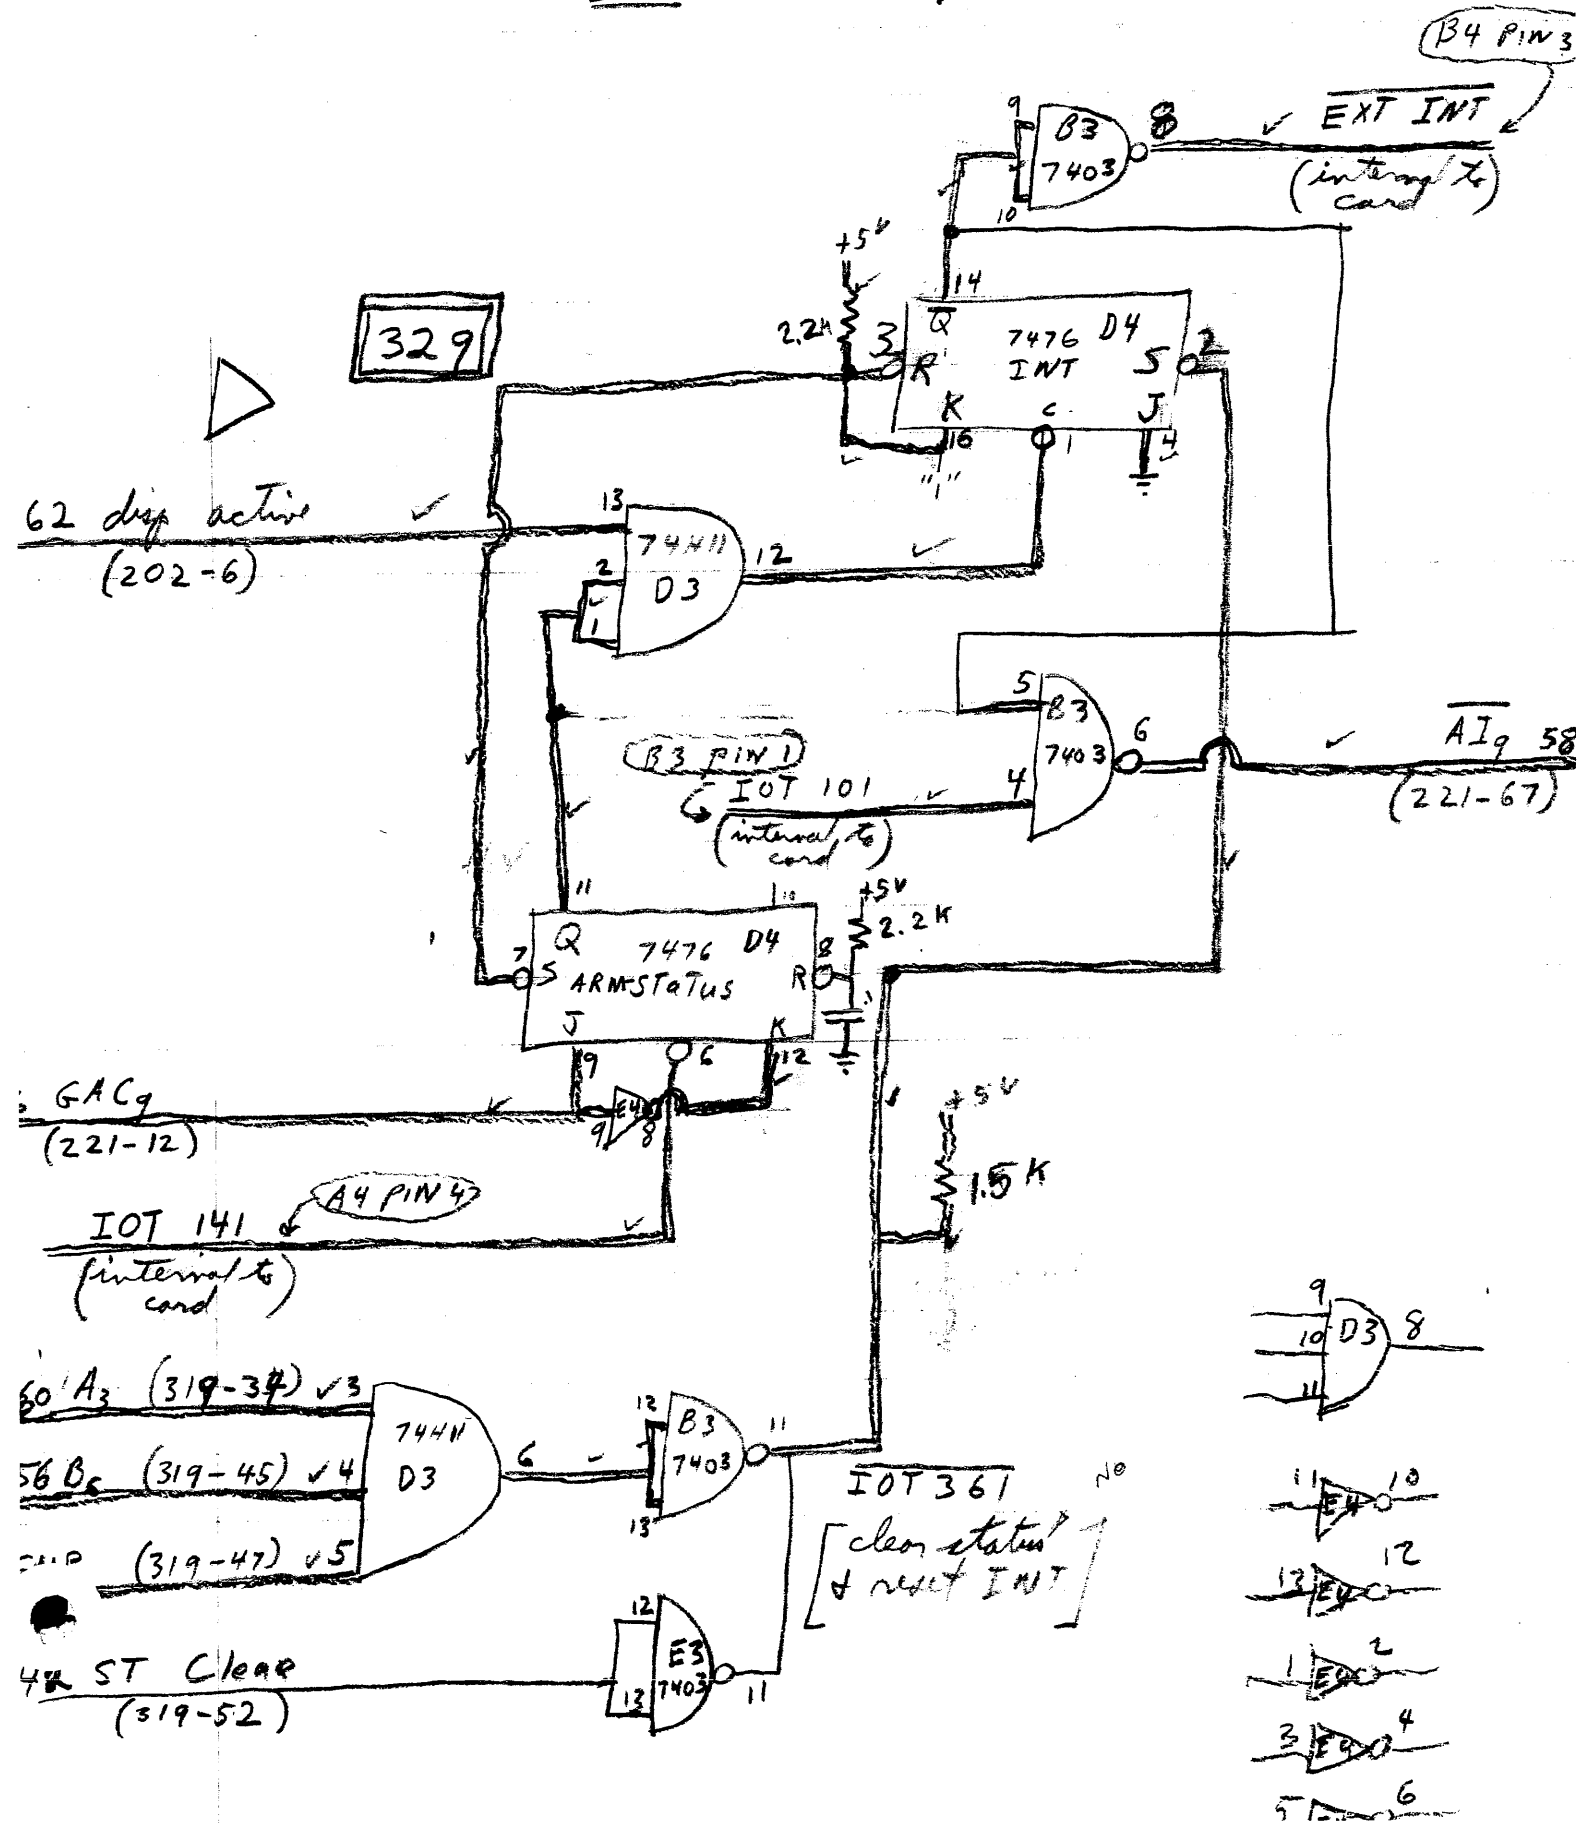 B4 PIN 3
EXT INT
(internal to
card)
9
B3
7403
8
10
+5V
2.2K
14
Q
7476
D4
INT
3
R
S
2
K
C
J
16
1
4
"1"
329
62 disp active
(202-6)
13
2
1
74H11
D3
12
5
B3
7403
6
4
B3 PIN 1
IOT 101
(internal to
card)
AI9 58
(221-67)
11
10
+5V
2.2K
7
Q
7476
D4
8
S
ARM STATUS
R
J
K
9
6
12
GAC9
(221-12)
9
E4
8
IOT 141
A4 PIN 4
(internal to
card)
+5V
1.5K
A3 (319-34) 3
56 B6 (319-45) 4
(319-47) 5
74H11
D3
6
12
B3
7403
11
13
IOT 361
NO
[clear status
& reset INT]
ST Clear
(319-52)
12
E3
7403
13
11
9
10 D3 8
11
11 E4 10
13 E4 12
1 E4 2
3 E4 4
5 6